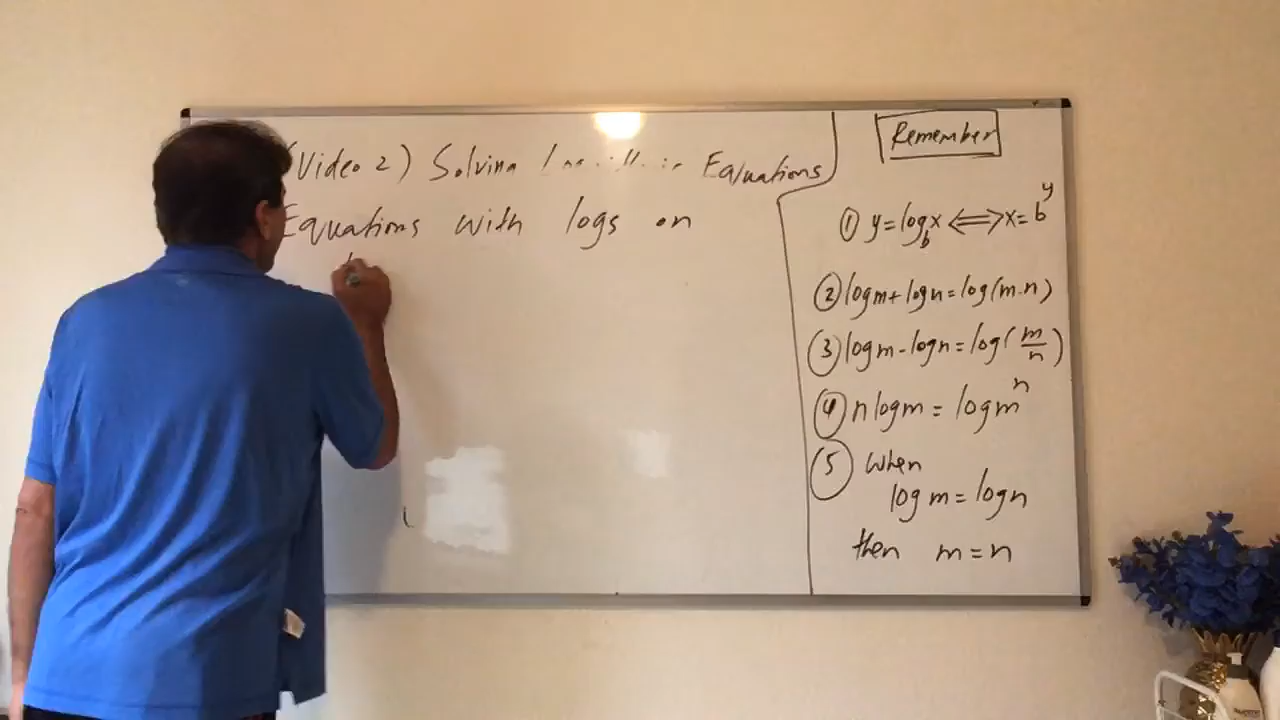 (Video 2) Solving Equations
Equations with logs on
Remember
① y=log_b x ⟺ x=b^y
② log m + log n = log(m·n)
③ log m - log n = log(m/n)
④ n log m = log m^n
⑤ when
log m = log n
then m = n